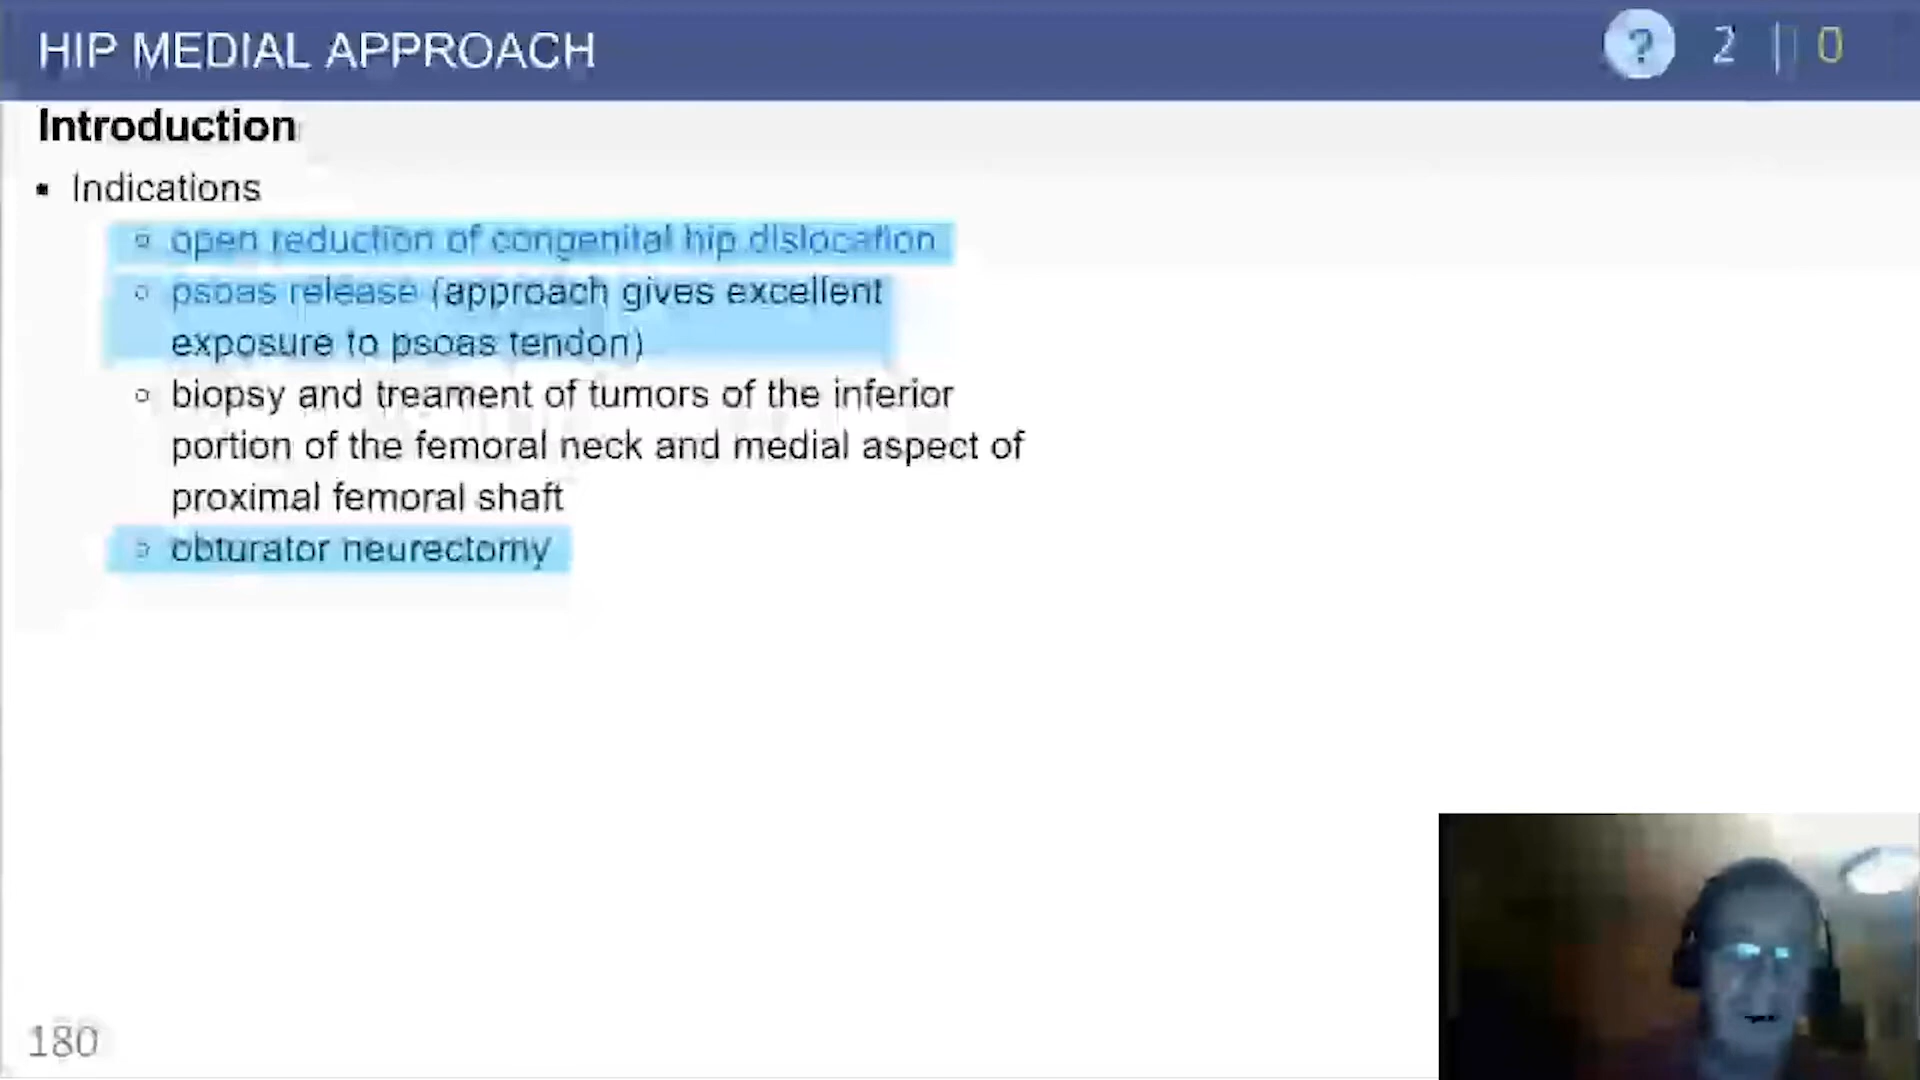 HIP MEDIAL APPROACH
? 2 || 0
Introduction
▪ Indications
○ open reduction of congenital hip dislocation
○ psoas release (approach gives excellent
exposure to psoas tendon)
○ biopsy and treament of tumors of the inferior
portion of the femoral neck and medial aspect of
proximal femoral shaft
○ obturator neurectomy
180